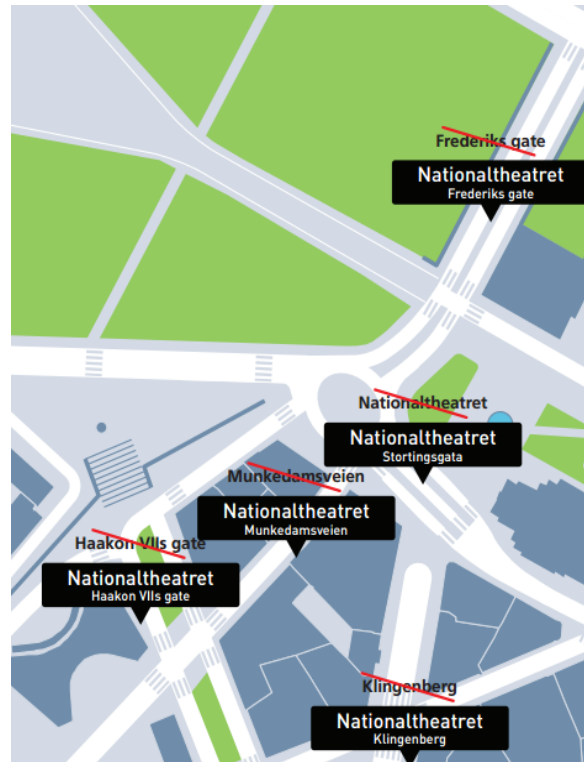 Frederiks gate
Nationaltheatret
Frederiks gate
Nationaltheatret
Nationaltheatret
Stortingsgata
Munkedamsveien
Nationaltheatret
Munkedamsveien
Haakon VIIs gate
Nationaltheatret
Haakon VIIs gate
Klingenberg
Nationaltheatret
Klingenberg